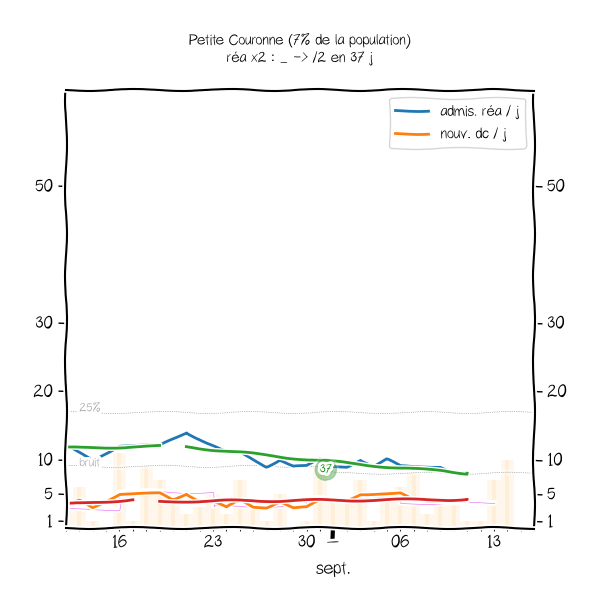 Petite Couronne (7% de la population)
réa x2 : _ -> /2 en 37 j
admis. réa / j
nouv. dc / j
50 50
30 30
20 20
25%
10 bruit 10
37
5 5
1 1
16 23 30 06 13
sept.